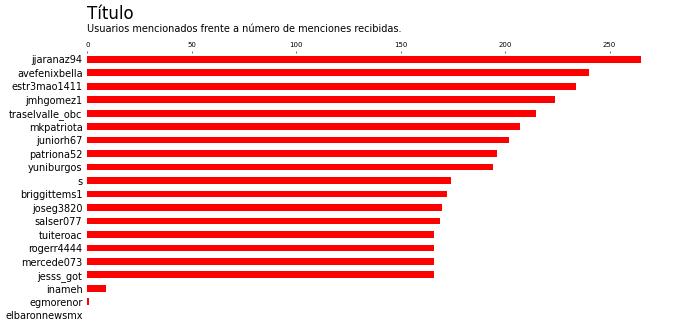 Título
Usuarios mencionados frente a número de menciones recibidas.
0 50 100 150 200 250
jjaranaz94
avefenixbella
estr3mao1411
jmhgomez1
traselvalle_obc
mkpatriota
juniorh67
patriona52
yuniburgos
s
briggittems1
joseg3820
salser077
tuiteroac
rogerr4444
mercede073
jesss_got
inameh
egmorenor
elbaronnewsmx